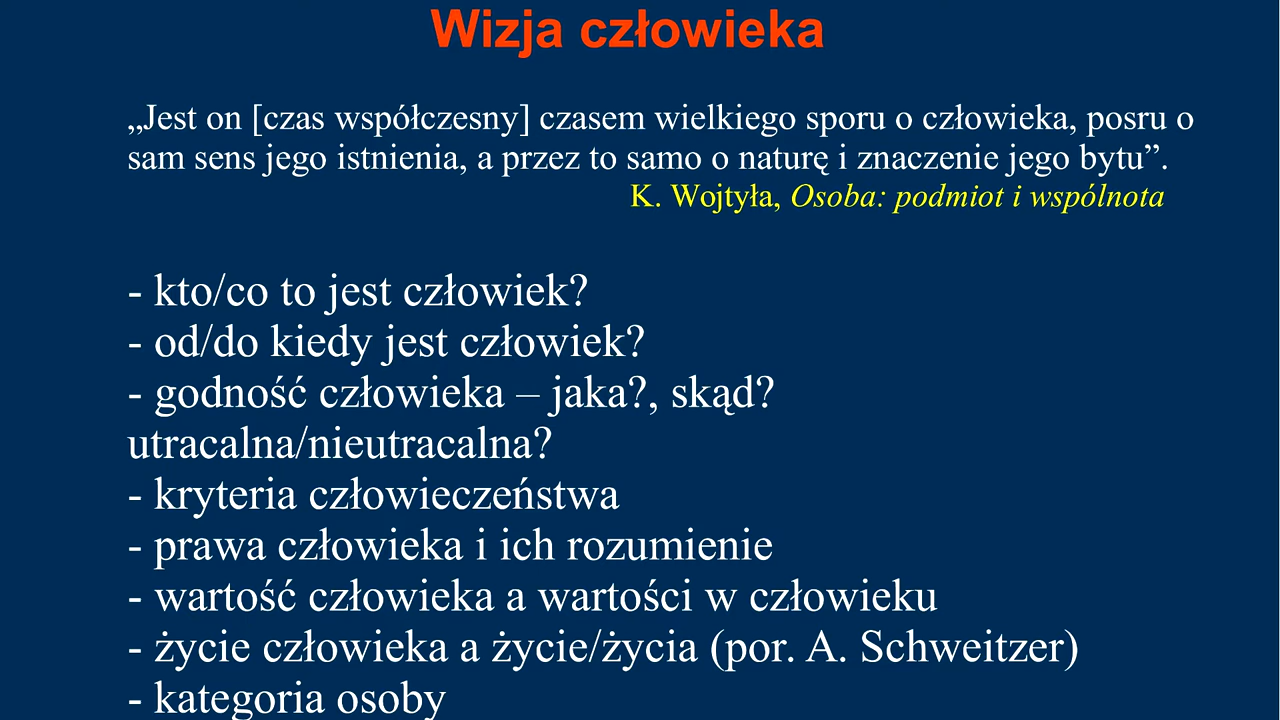 Wizja człowieka
„Jest on [czas współczesny] czasem wielkiego sporu o człowieka, posru o
sam sens jego istnienia, a przez to samo o naturę i znaczenie jego bytu”.
K. Wojtyła, Osoba: podmiot i wspólnota
- kto/co to jest człowiek?
- od/do kiedy jest człowiek?
- godność człowieka – jaka?, skąd?
utracalna/nieutracalna?
- kryteria człowieczeństwa
- prawa człowieka i ich rozumienie
- wartość człowieka a wartości w człowieku
- życie człowieka a życie/życia (por. A. Schweitzer)
- kategoria osoby